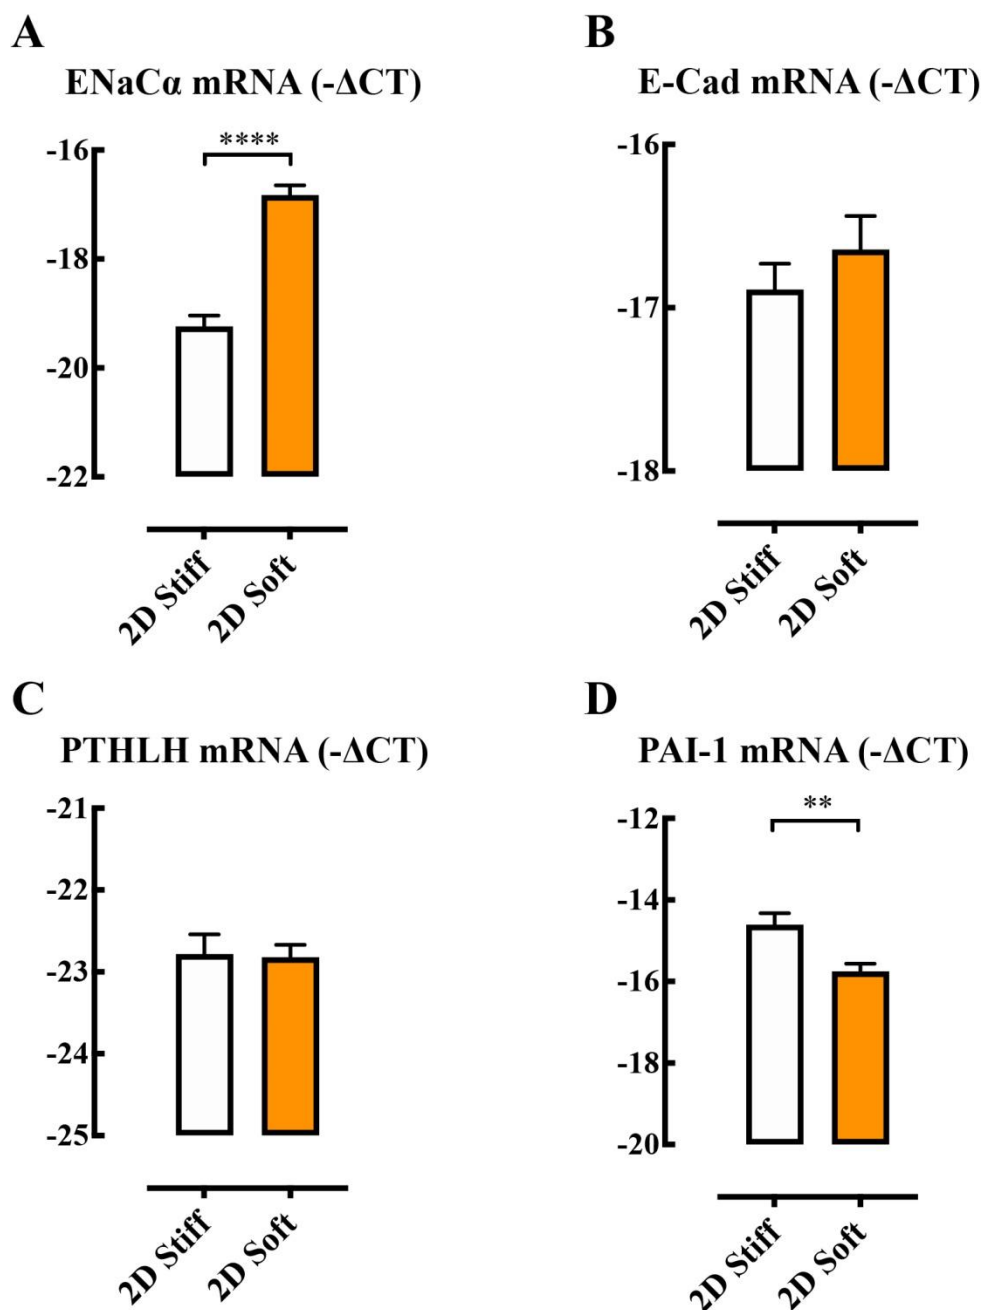 A
ENaCα mRNA (-ΔCT)
-16
-18
-20
-22
****
2D Stiff
2D Soft
B
E-Cad mRNA (-ΔCT)
-16
-17
-18
2D Stiff
2D Soft
C
PTHLH mRNA (-ΔCT)
-21
-22
-23
-24
-25
2D Stiff
2D Soft
D
PAI-1 mRNA (-ΔCT)
-12
-14
-16
-18
-20
**
2D Stiff
2D Soft